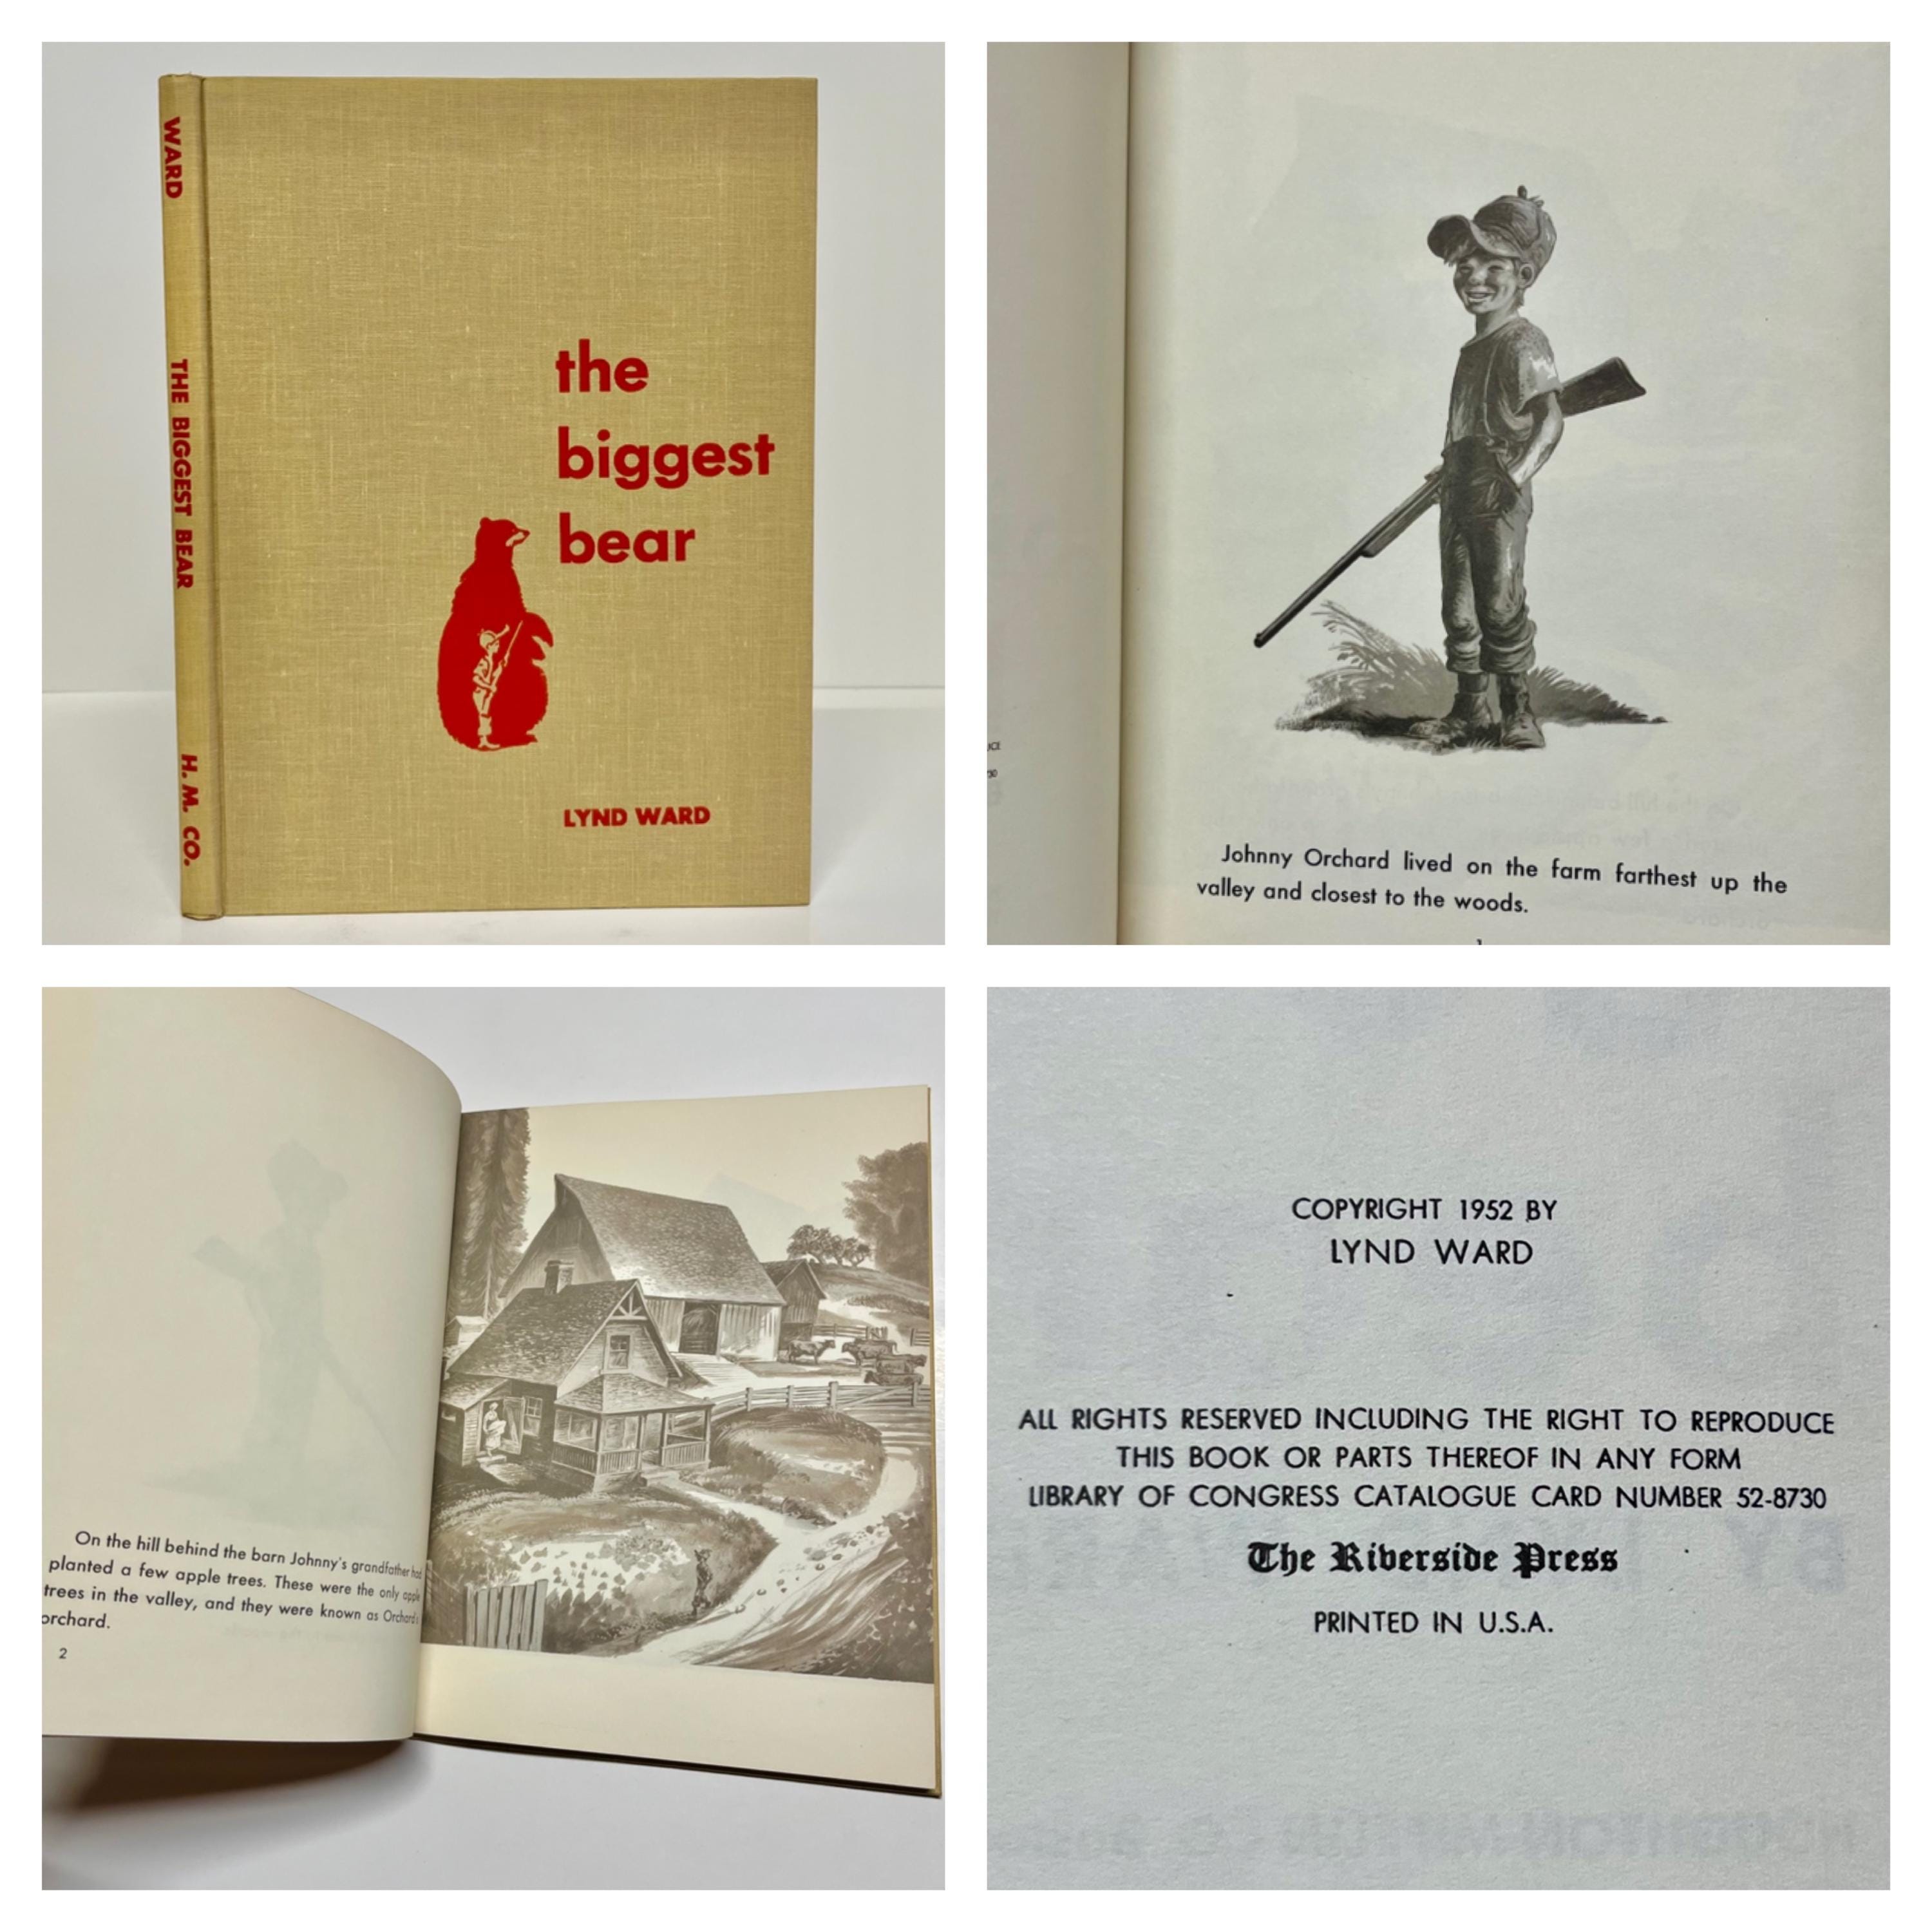 WARD
THE BIGGEST BEAR
H. M. CO.
the
biggest
bear
LYND WARD
Johnny Orchard lived on the farm farthest up the
valley and closest to the woods.
1
On the hill behind the barn Johnny's grandfather had
planted a few apple trees. These were the only apple
trees in the valley, and they were known as Orchard's
orchard.
2
COPYRIGHT 1952 BY
LYND WARD
ALL RIGHTS RESERVED INCLUDING THE RIGHT TO REPRODUCE
THIS BOOK OR PARTS THEREOF IN ANY FORM
LIBRARY OF CONGRESS CATALOGUE CARD NUMBER 52-8730
The Riverside Press
PRINTED IN U.S.A.